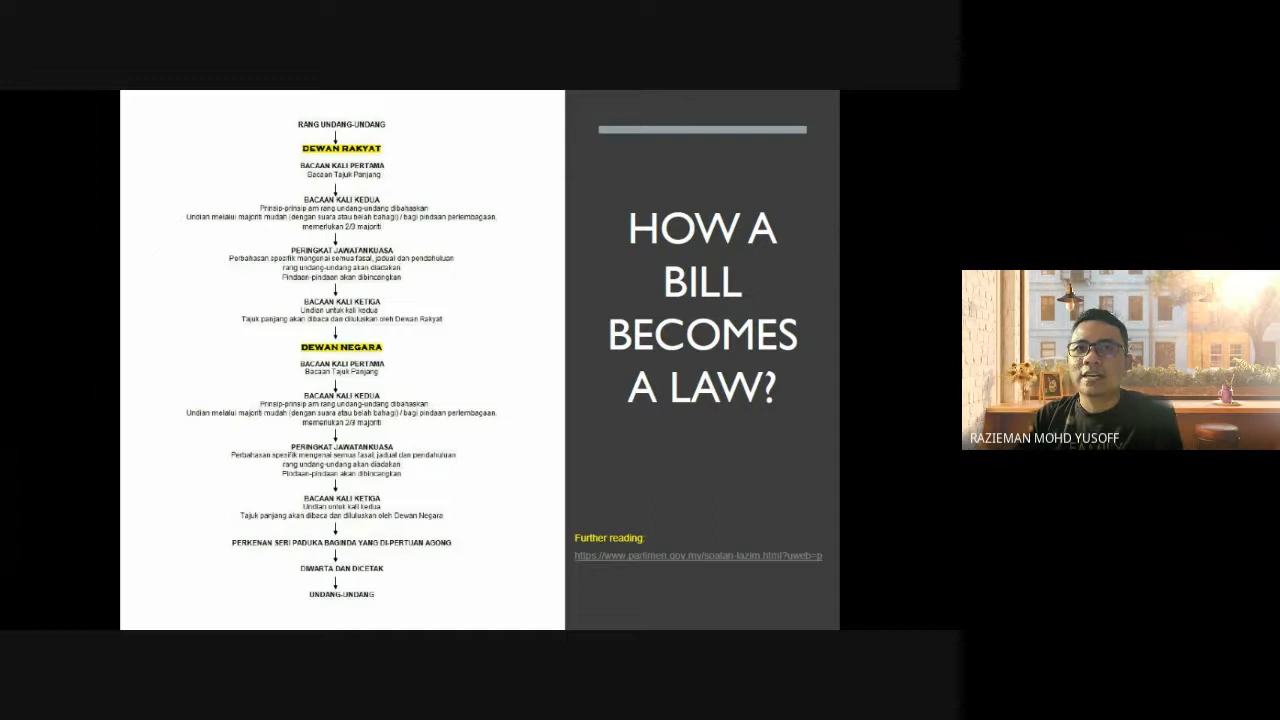 RANG UNDANG-UNDANG
DEWAN RAKYAT
BACAAN KALI PERTAMA
Bacaan Tajuk Panjang
BACAAN KALI KEDUA
Prinsip-prinsip am rang undang-undang dibahaskan
Undian melalui majoriti mudah (dengan suara atau belah bahagi) / bagi pindaan perlembagaan,
memerlukan 2/3 majoriti
PERINGKAT JAWATANKUASA
Perbahasan spesifik mengenai semua fasal, jadual dan pendahuluan
rang undang-undang akan diadakan
Pindaan-pindaan akan dibincangkan
BACAAN KALI KETIGA
Undian untuk kali kedua
Tajuk panjang akan dibaca dan diluluskan oleh Dewan Rakyat
DEWAN NEGARA
BACAAN KALI PERTAMA
Bacaan Tajuk Panjang
BACAAN KALI KEDUA
Prinsip-prinsip am rang undang-undang dibahaskan
Undian melalui majoriti mudah (dengan suara atau belah bahagi) / bagi pindaan perlembagaan,
memerlukan 2/3 majoriti
PERINGKAT JAWATANKUASA
Perbahasan spesifik mengenai semua fasal, jadual dan pendahuluan
rang undang-undang akan diadakan
Pindaan-pindaan akan dibincangkan
BACAAN KALI KETIGA
Undian untuk kali kedua
Tajuk panjang akan dibaca dan diluluskan oleh Dewan Negara
PERKENAN SERI PADUKA BAGINDA YANG DI-PERTUAN AGONG
DIWARTA DAN DICETAK
UNDANG-UNDANG
HOW A
BILL
BECOMES
A LAW?
Further reading:
https://www.parlimen.gov.my/soalan-lazim.html?uweb=p
RAZIEMAN MOHD YUSOFF